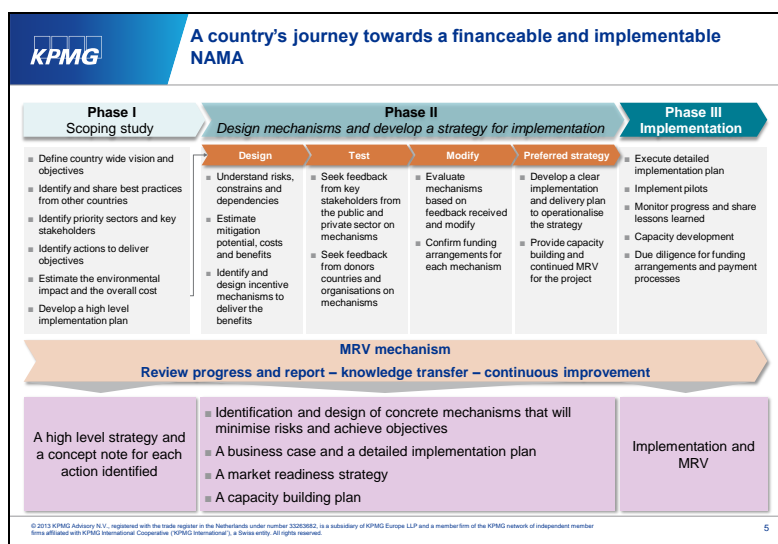 KPMG
A country's journey towards a financeable and implementable
NAMA
Phase I
Scoping study
Phase II
Design mechanisms and develop a strategy for implementation
Phase III
Implementation
■ Define country wide vision and
objectives
■ Identify and share best practices
from other countries
■ Identify priority sectors and key
stakeholders
■ Identify actions to deliver
objectives
■ Estimate the environmental
impact and the overall cost
■ Develop a high level
implementation plan
Design
■ Understand risks,
constrains and
dependencies
■ Estimate
mitigation
potential, costs
and benefits
■ Identify and
design incentive
mechanisms to
deliver the
benefits
Test
■ Seek feedback
from key
stakeholders from
the public and
private sector on
mechanisms
■ Seek feedback
from donors
countries and
organisations on
mechanisms
Modify
■ Evaluate
mechanisms
based on
feedback received
and modify
■ Confirm funding
arrangements for
each mechanism
Preferred strategy
■ Develop a clear
implementation
and delivery plan
to operationalise
the strategy
■ Provide capacity
building and
continued MRV
for the project
■ Execute detailed
implementation plan
■ Implement pilots
■ Monitor progress and share
lessons learned
■ Capacity development
■ Due diligence for funding
arrangements and payment
processes
MRV mechanism
Review progress and report – knowledge transfer – continuous improvement
A high level strategy and
a concept note for each
action identified
■ Identification and design of concrete mechanisms that will
minimise risks and achieve objectives
■ A business case and a detailed implementation plan
■ A market readiness strategy
■ A capacity building plan
Implementation and
MRV
© 2013 KPMG Advisory N.V., registered with the trade register in the Netherlands under number 33263682, is a subsidiary of KPMG Europe LLP and a member firm of the KPMG network of independent member
firms affiliated with KPMG International Cooperative ('KPMG International'), a Swiss entity. All rights reserved.
5